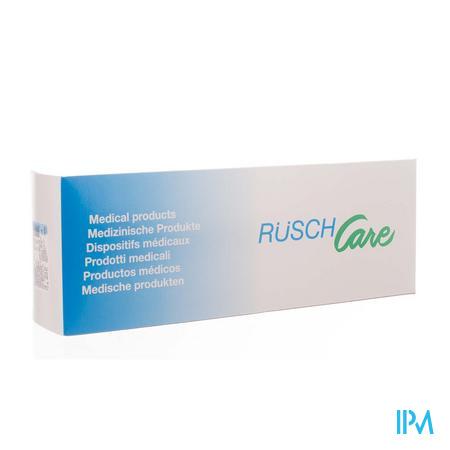 Medical products
Medizinische Produkte
Dispositifs médicaux
Prodotti medicali
Productos médicos
Medische produkten
RÜSCH Care
IPM